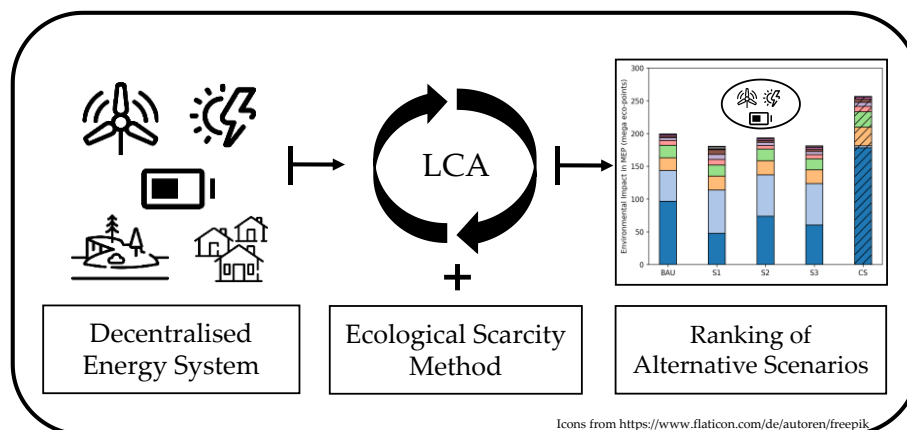 300
250
200
150
100
50
0
Environmental Impact in MEP (mega eco-points)
BAU S1 S2 S3 CS
LCA
+
Decentralised
Energy System
Ecological Scarcity
Method
Ranking of
Alternative Scenarios
Icons from https://www.flaticon.com/de/autoren/freepik